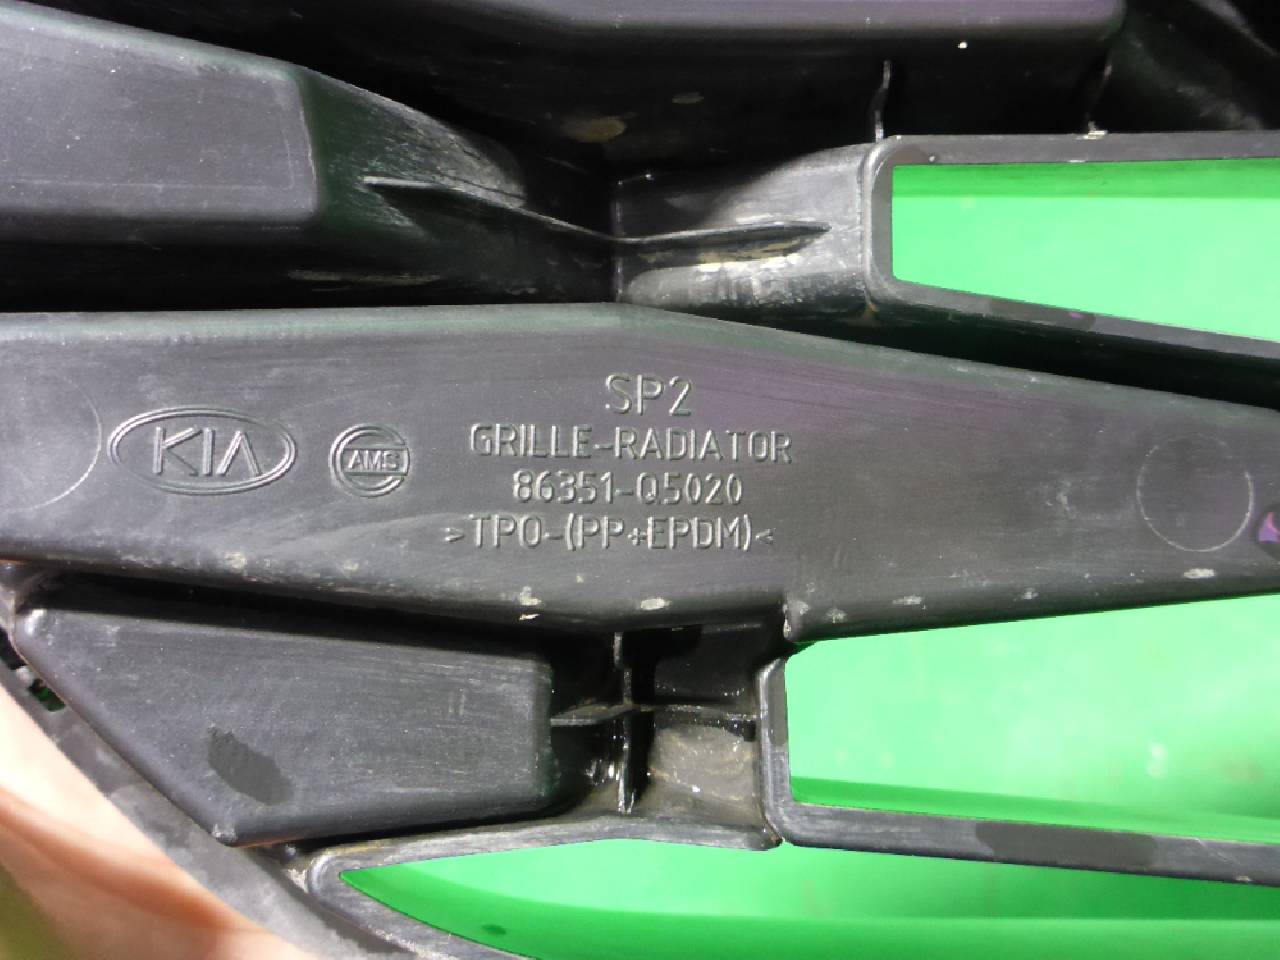 SP2
KIA AMS GRILLE-RADIATOR
86351-Q5020
>TPO-(PP+EPDM)<